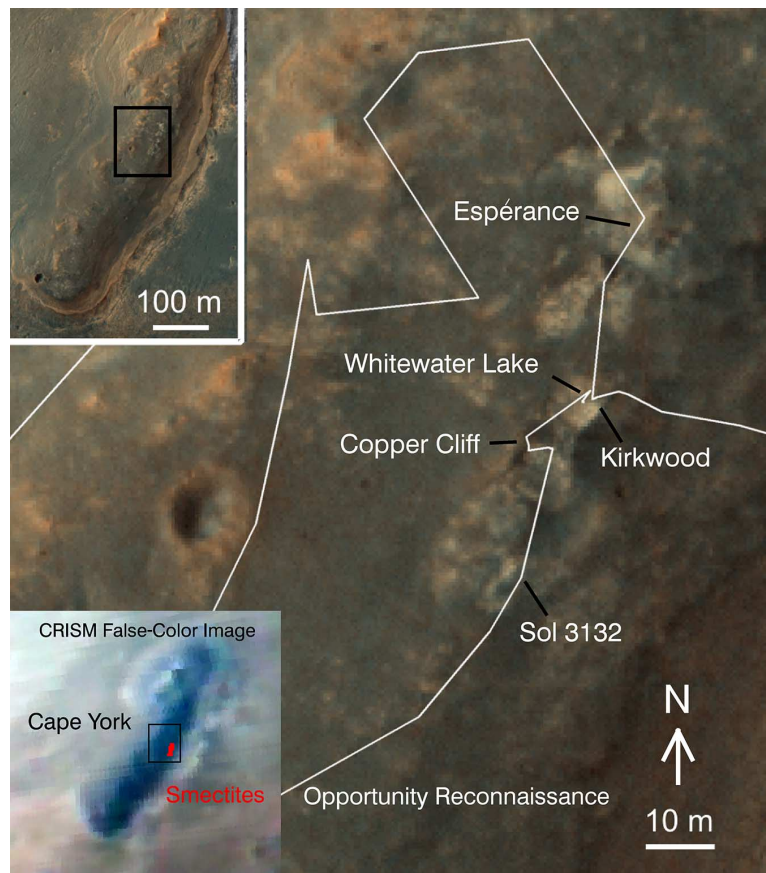 100 m
Espérance
Whitewater Lake
Copper Cliff
Kirkwood
Sol 3132
CRISM False-Color Image
Cape York
Smectites
Opportunity Reconnaissance
N
10 m